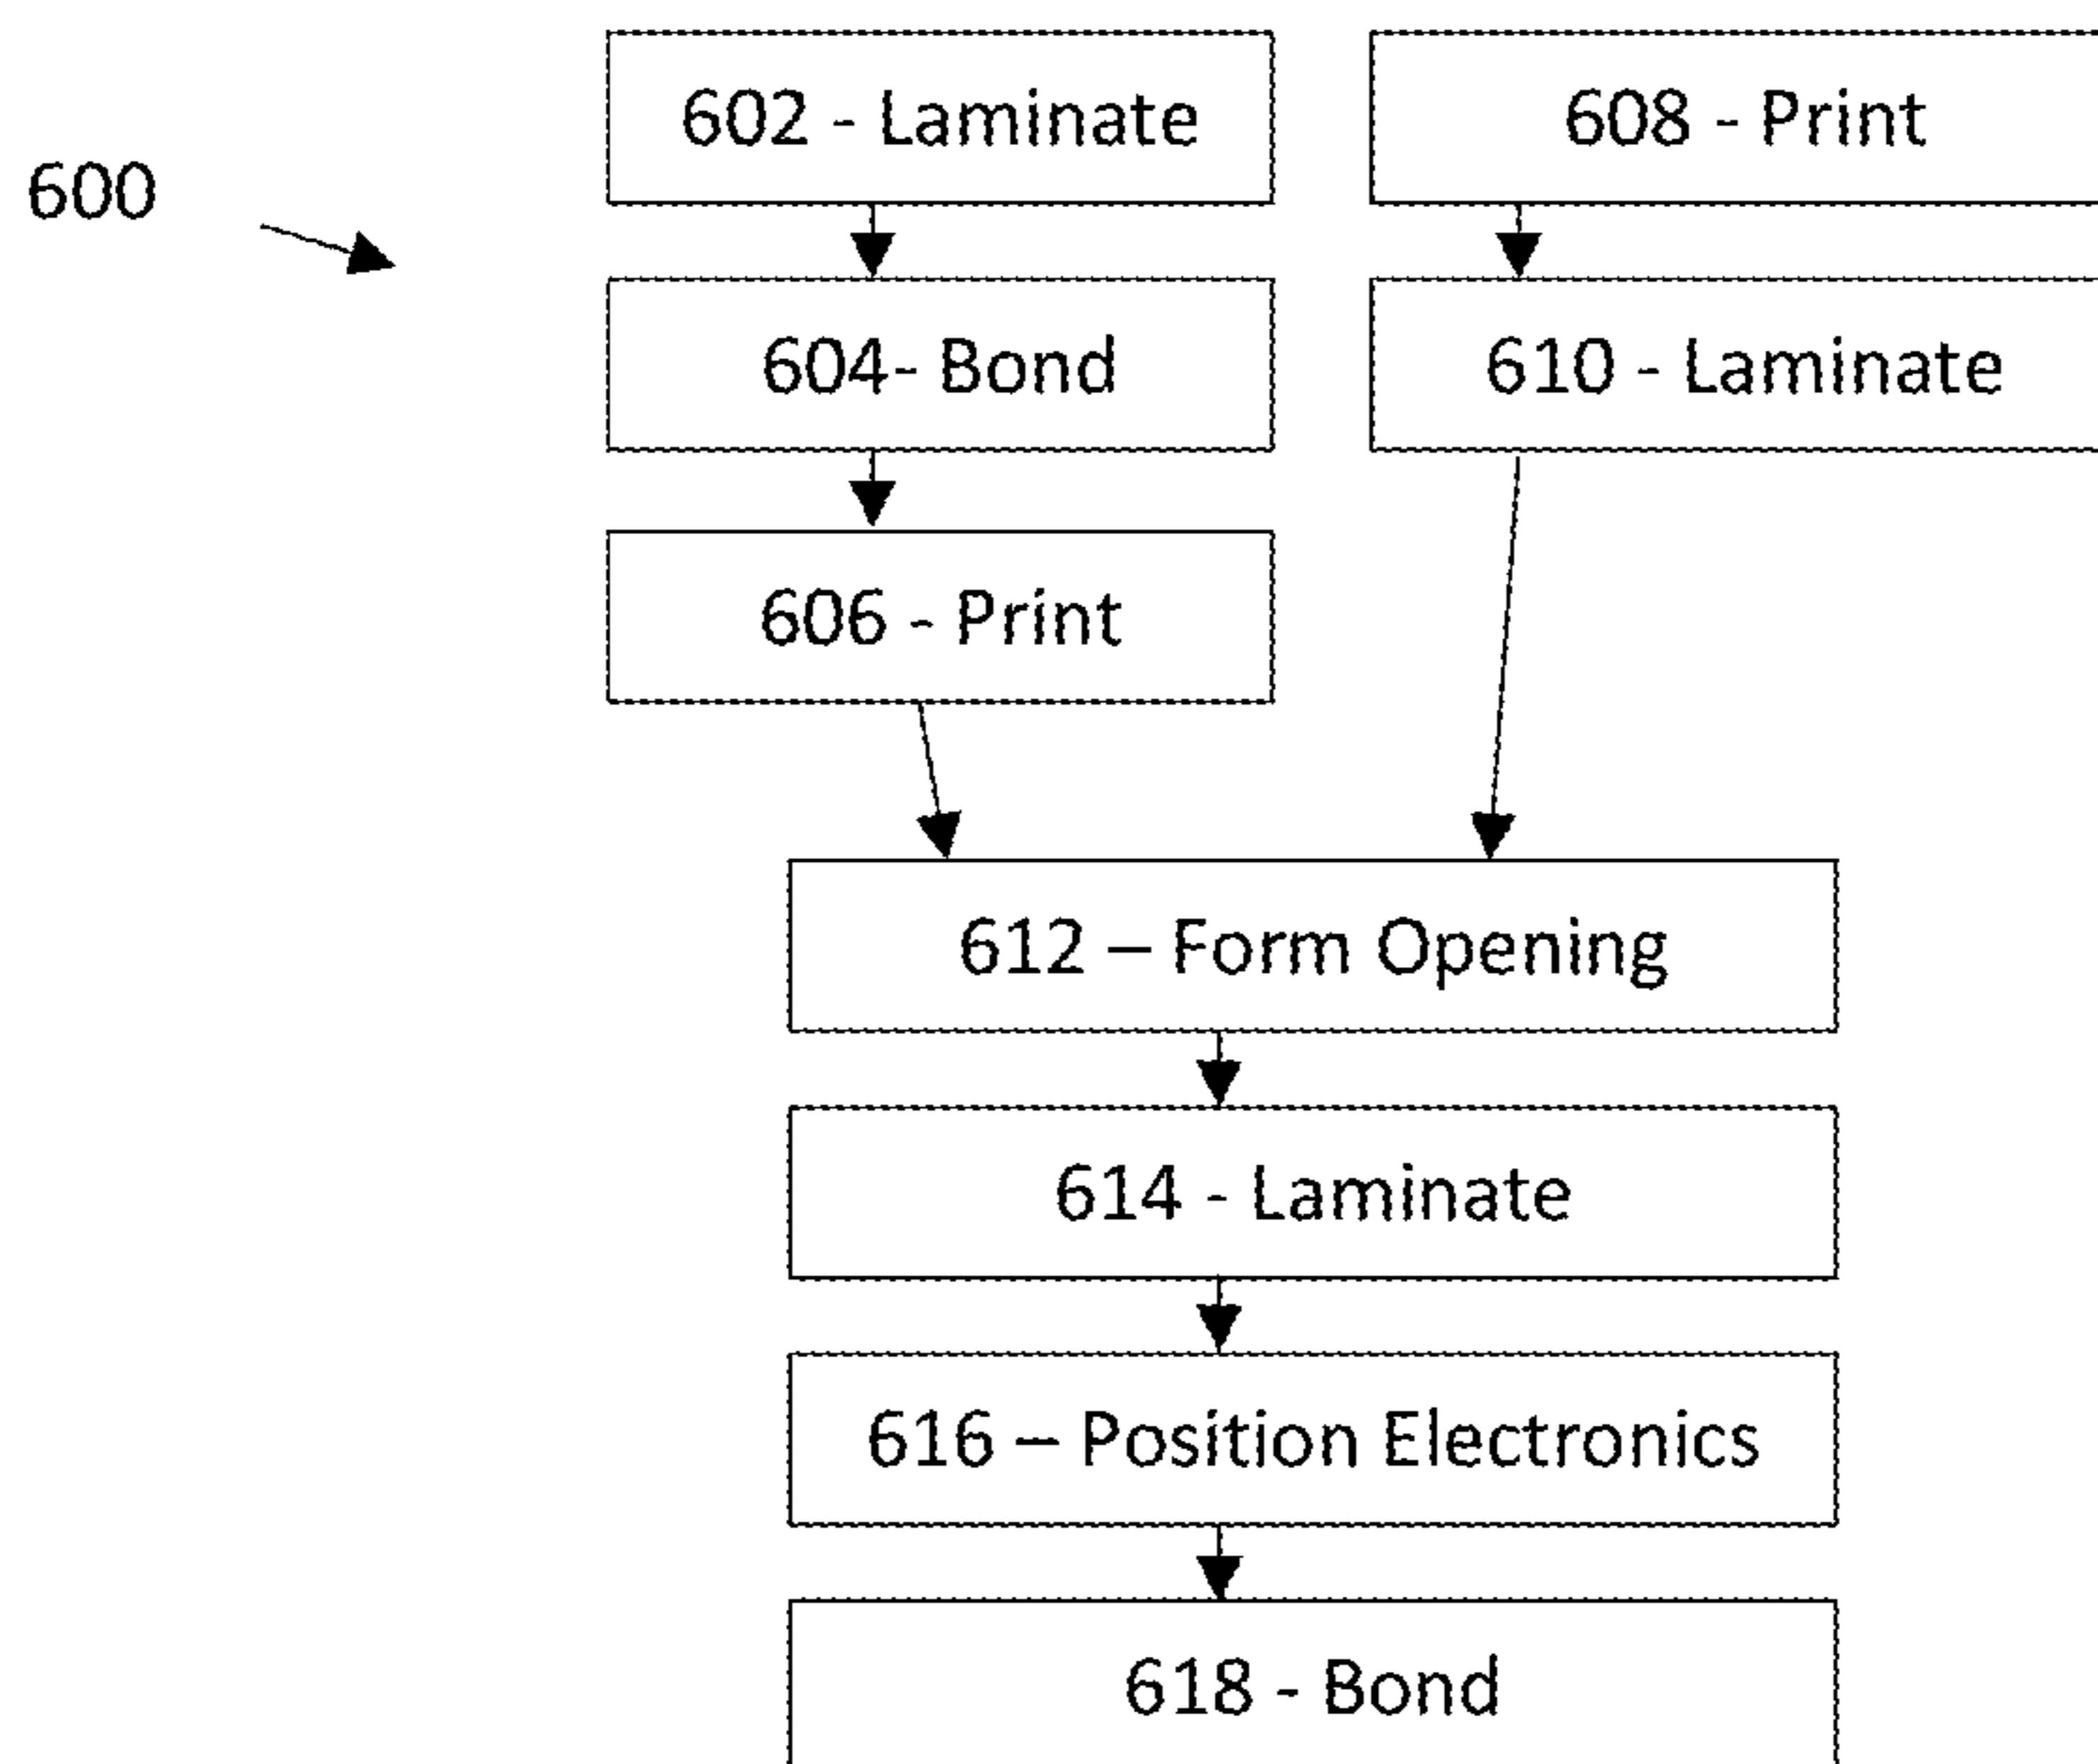 602 - Laminate
608 - Print
600
604- Bond
610 - Laminate
606 - Print
612 – Form Opening
614 - Laminate
616 – Position Electronics
618 - Bond